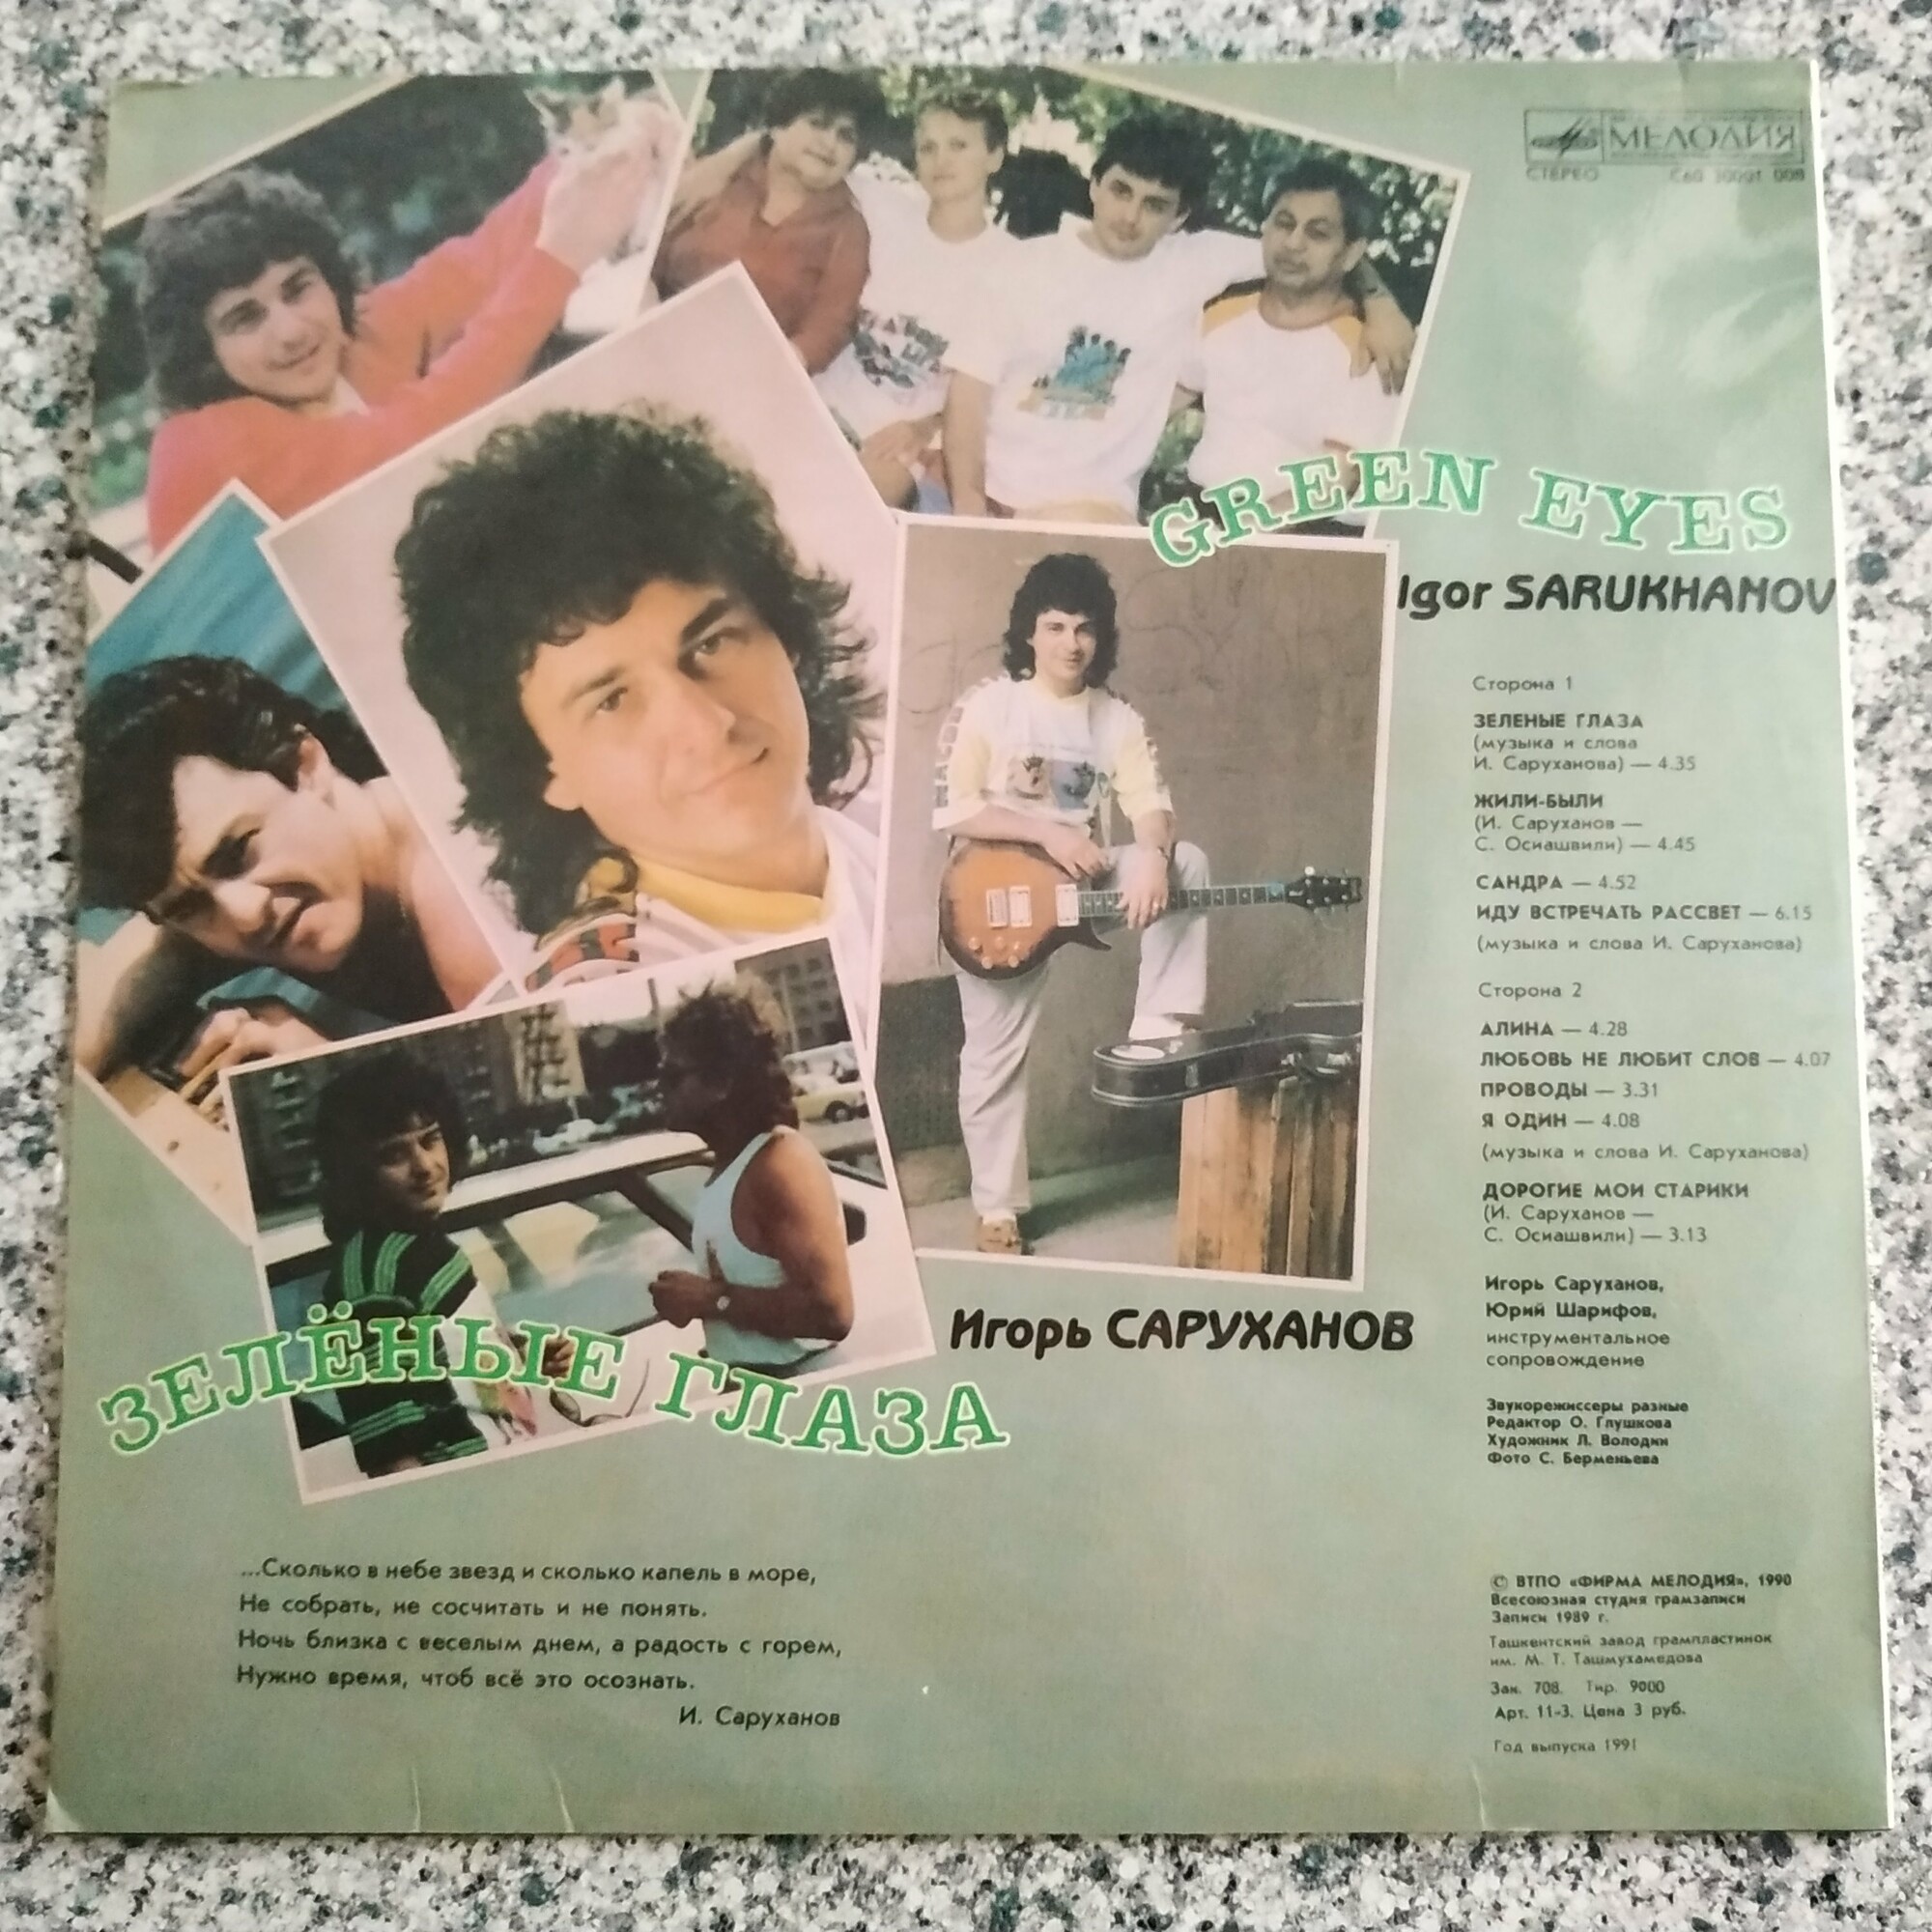 МЕЛОДИЯ
СТЕРЕО С60 30091 008
GREEN EYES
Igor SARUKHANOV
Сторона 1
ЗЕЛЕНЫЕ ГЛАЗА
(музыка и слова
И. Саруханова) — 4.35
ЖИЛИ-БЫЛИ
(И. Саруханов —
С. Осиашвили) — 4.45
САНДРА — 4.52
ИДУ ВСТРЕЧАТЬ РАССВЕТ — 6.15
(музыка и слова И. Саруханова)
Сторона 2
АЛИНА — 4.28
ЛЮБОВЬ НЕ ЛЮБИТ СЛОВ — 4.07
ПРОВОДЫ — 3.31
Я ОДИН — 4.08
(музыка и слова И. Саруханова)
ДОРОГИЕ МОИ СТАРИКИ
(И. Саруханов —
С. Осиашвили) — 3.13
Игорь Саруханов,
Юрий Шарифов,
инструментальное
сопровождение
Звукорежиссеры разные
Редактор О. Глушкова
Художник Л. Володин
Фото С. Берменьева
Игорь САРУХАНОВ
ЗЕЛЁНЫЕ ГЛАЗА
...Сколько в небе звезд и сколько капель в море,
Не собрать, не сосчитать и не понять.
Ночь близка с веселым днем, а радость с горем,
Нужно время, чтоб всё это осознать.
И. Саруханов
© ВТПО «ФИРМА МЕЛОДИЯ», 1990
Всесоюзная студия грамзаписи
Записи 1989 г.
Ташкентский завод грампластинок
им. М. Т. Ташмухамедова
Зак. 708. Тир. 9000
Арт. 11-3. Цена 3 руб.
Год выпуска 1991